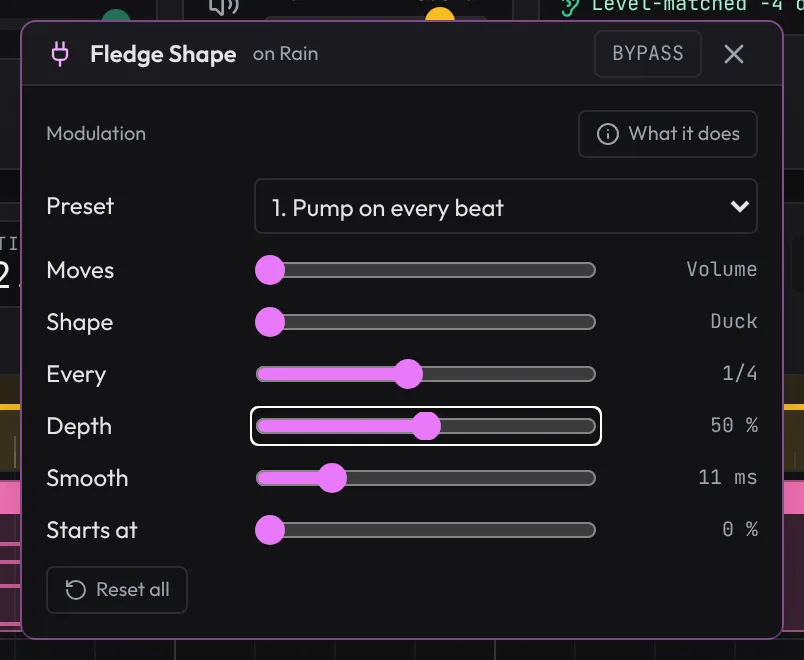 Level-matched -4 d
Fledge Shape on Rain BYPASS
Modulation What it does
Preset 1. Pump on every beat
Moves Volume
Shape Duck
Every 1/4
Depth 50 %
Smooth 11 ms
Starts at 0 %
Reset all